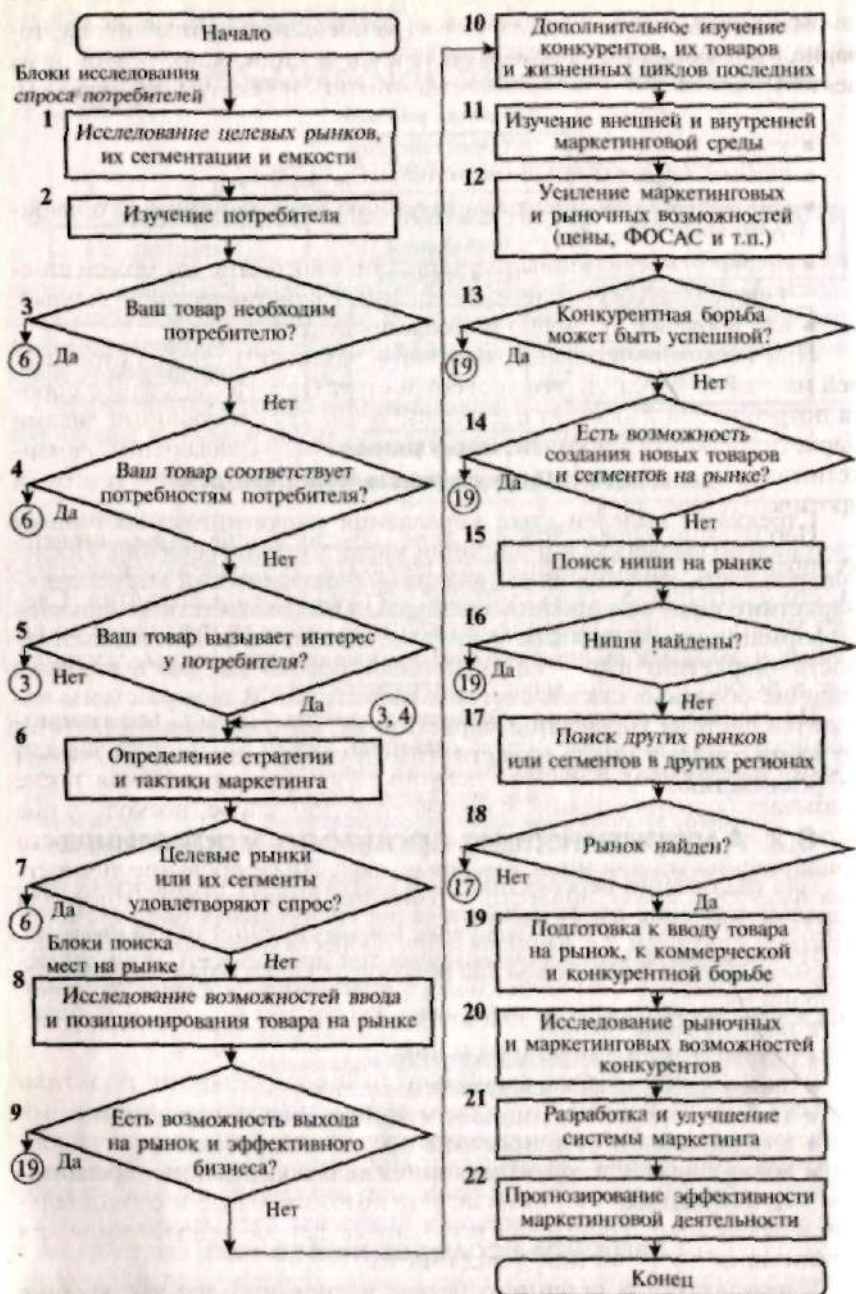 Начало
Блоки исследования
спроса потребителей
1
Исследование целевых рынков,
их сегментации и емкости
2
Изучение потребителя
3
Ваш товар необходим
потребителю?
6 Да
Нет
4
Ваш товар соответствует
потребностям потребителя?
6 Да
Нет
5
Ваш товар вызывает интерес
у потребителя?
3 Нет
Да
3, 4
6
Определение стратегии
и тактики маркетинга
7
Целевые рынки
или их сегменты
удовлетворяют спрос?
6 Да
Блоки поиска
мест на рынке
Нет
8
Исследование возможностей ввода
и позиционирования товара на рынке
9
Есть возможность выхода
на рынок и эффективного
бизнеса?
19 Да
Нет
10
Дополнительное изучение
конкурентов, их товаров
и жизненных циклов последних
11
Изучение внешней и внутренней
маркетинговой среды
12
Усиление маркетинговых
и рыночных возможностей
(цены, ФОСАС и т.п.)
13
Конкурентная борьба
может быть успешной?
19 Да
Нет
14
Есть возможность
создания новых товаров
и сегментов на рынке?
19 Да
Нет
15
Поиск ниши на рынке
16
Ниши найдены?
19 Да
Нет
17
Поиск других рынков
или сегментов в других регионах
18
Рынок найден?
17 Нет
Да
19
Подготовка к вводу товара
на рынок, к коммерческой
и конкурентной борьбе
20
Исследование рыночных
и маркетинговых возможностей
конкурентов
21
Разработка и улучшение
системы маркетинга
22
Прогнозирование эффективности
маркетинговой деятельности
Конец